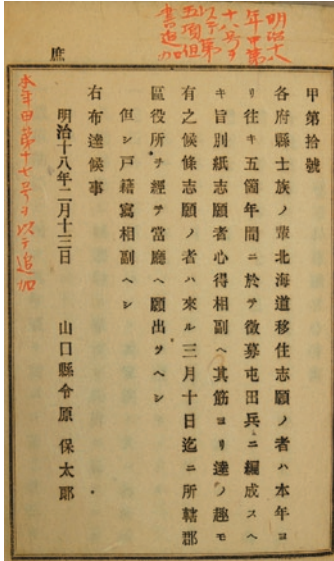 明治十八
年甲第
十八号ヲ
以テ第
五項但
書追加
庶
甲第拾號
各府縣士族ノ輩北海道移住志願ノ者ハ本年ヨ
リ往キ五箇年間ニ於テ徴募屯田兵ニ編成スヘ
キ旨別紙志願者心得相副ヘ其筋ヨリ達ノ趣モ
有之候條志願ノ者ハ來ル三月十日迄ニ所轄郡
區役所ヲ經テ當廳ヘ願出ツヘシ
但シ戸籍寫相副ヘシ
右布達候事
明治十八年二月十三日 山口縣令原保太郎
本年甲第十七号ヲ以テ追加